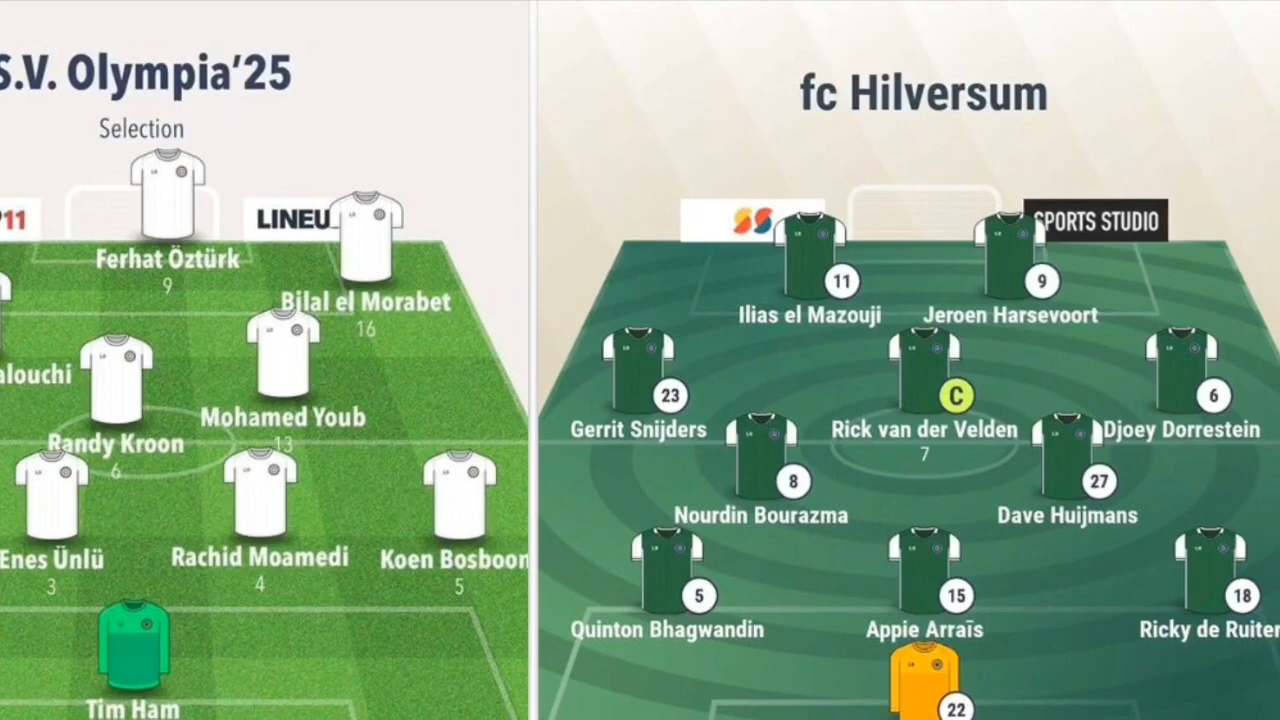 S.V. Olympia'25
Selection
'11
LINEU
Ferhat Öztürk
9
Bilal el Morabet
16
alouchi
Mohamed Youb
13
Randy Kroon
6
Enes Ünlü
3
Rachid Moamedi
4
Koen Bosboon
5
Tim Ham
fc Hilversum
SPORTS STUDIO
11
9
Ilias el Mazouji
Jeroen Harsevoort
23
C
6
Gerrit Snijders
Rick van der Velden
7
Djoey Dorrestein
8
27
Nourdin Bourazma
Dave Huijmans
5
15
18
Quinton Bhagwandin
Appie Arraïs
Ricky de Ruiter
22